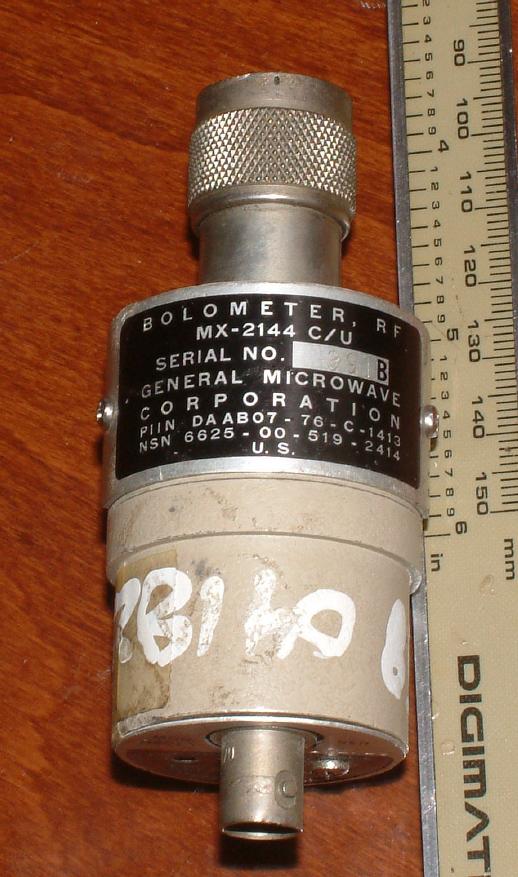 BOLOMETER, RF
MX-2144 C/U
SERIAL NO. 391B
GENERAL MICROWAVE
CORPORATION
PIIN DAAB07-76-C-1413
NSN 6625-00-519-2414
U.S.
90
100
4
110
120
5
130
140
150
6
in
mm
DIGIMAT